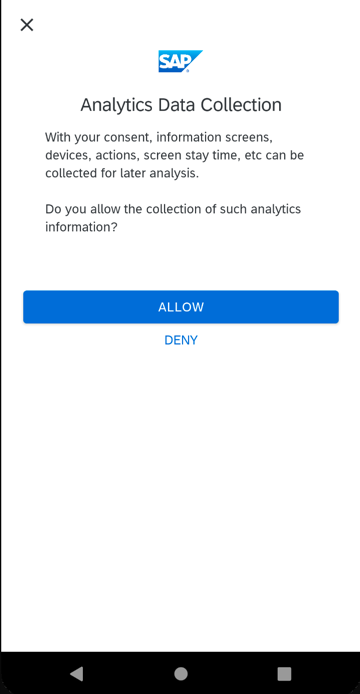 SAP
Analytics Data Collection
With your consent, information screens,
devices, actions, screen stay time, etc can be
collected for later analysis.
Do you allow the collection of such analytics
information?
ALLOW
DENY